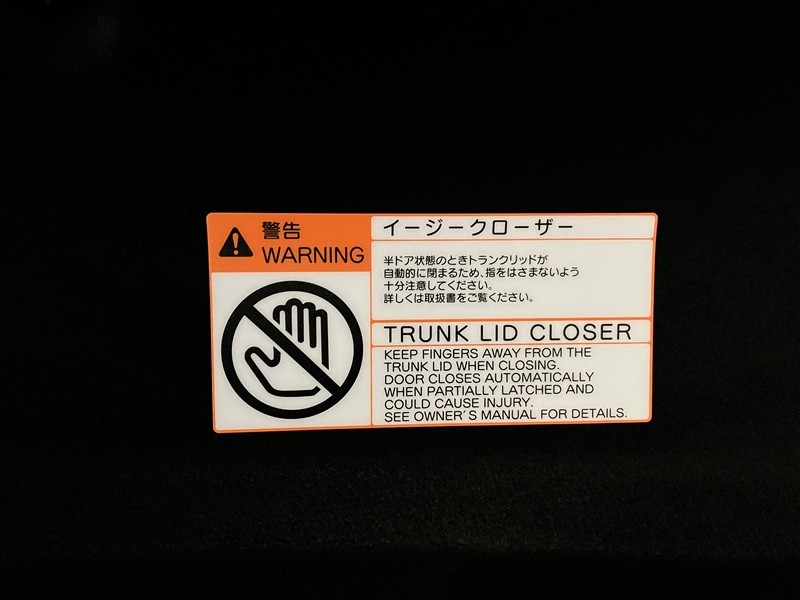 警告
WARNING
イージークローザー
半ドア状態のときトランクリッドが
自動的に閉まるため、指をはさまないよう
十分注意してください。
詳しくは取扱書をご覧ください。
TRUNK LID CLOSER
KEEP FINGERS AWAY FROM THE
TRUNK LID WHEN CLOSING.
DOOR CLOSES AUTOMATICALLY
WHEN PARTIALLY LATCHED AND
COULD CAUSE INJURY.
SEE OWNER'S MANUAL FOR DETAILS.